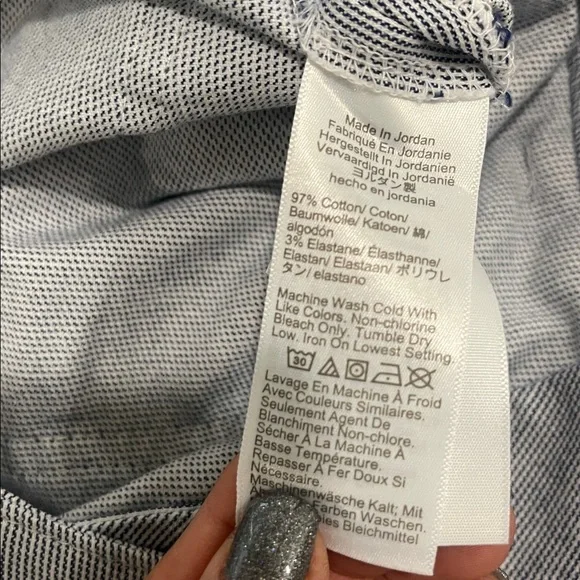 Made In Jordan
Fabriqué En Jordanie
Hergestellt In Jordanien
Vervaardigd In Jordanië
ヨルダン製
hecho en jordania
97% Cotton/ Coton/
Baumwolle/ Katoen/ 綿/
algodón
3% Elastane/ Élasthanne/
Elastan/ Elastaan/ ポリウレ
タン/ elastano
Machine Wash Cold With
Like Colors. Non-chlorine
Bleach Only. Tumble Dry
Low. Iron On Lowest Setting.
30
Lavage En Machine À Froid
Avec Couleurs Similaires.
Seulement Agent De
Blanchiment Non-chlore.
Sécher À La Machine À
Basse Température.
Repasser À Fer Doux Si
Nécessaire.
Maschinenwäsche Kalt; Mit
Farben Waschen.
Bleichmittel